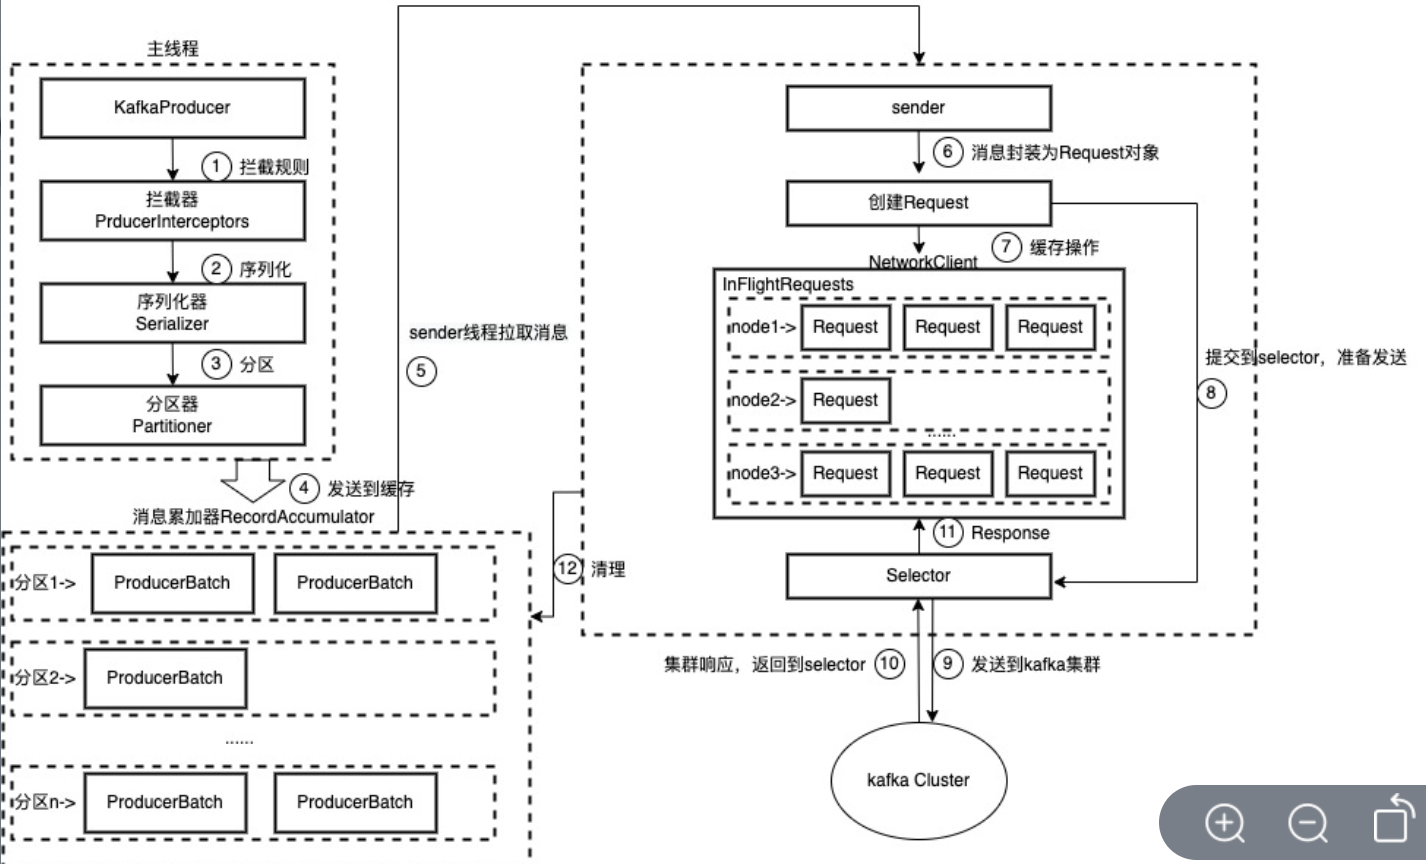 主线程
KafkaProducer
① 拦截规则
拦截器
PrducerInterceptors
② 序列化
序列化器
Serializer
③ 分区
分区器
Partitioner
④ 发送到缓存
消息累加器RecordAccumulator
分区1-> ProducerBatch ProducerBatch
分区2-> ProducerBatch
......
分区n-> ProducerBatch ProducerBatch
sender线程拉取消息
⑤
sender
⑥ 消息封装为Request对象
创建Request
⑦ 缓存操作
NetworkClient
InFlightRequests
node1-> Request Request Request
node2-> Request
......
node3-> Request Request Request
提交到selector，准备发送
⑧
⑪ Response
Selector
⑫ 清理
集群响应，返回到selector ⑩
⑨ 发送到kafka集群
kafka Cluster